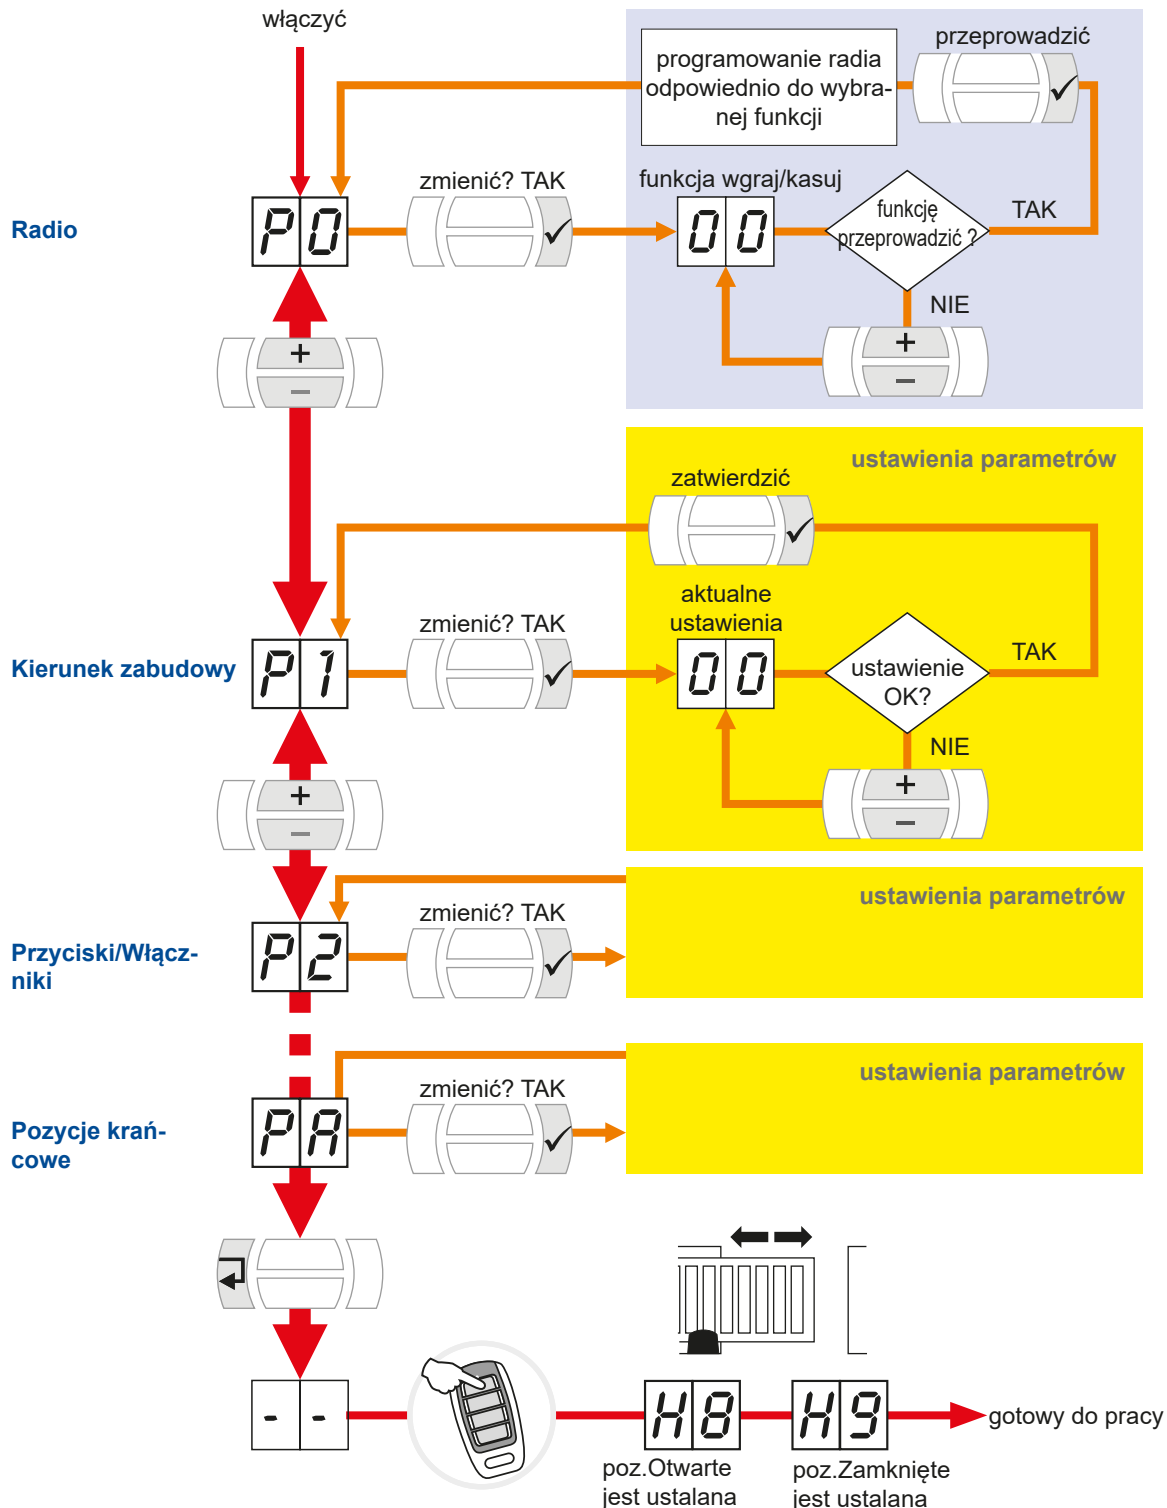 włączyć
przeprowadzić
programowanie radia
odpowiednio do wybra-
nej funkcji
zmienić? TAK
funkcja wgraj/kasuj
Radio
P0
00
funkcję
przeprowadzić ?
TAK
NIE
+
−
+
−
ustawienia parametrów
zatwierdzić
aktualne
ustawienia
zmienić? TAK
Kierunek zabudowy
P1
00
ustawienie
OK?
TAK
NIE
+
−
+
−
ustawienia parametrów
zmienić? TAK
Przyciski/Włącz-
niki
P2
ustawienia parametrów
zmienić? TAK
Pozycje krań-
cowe
PA
- -
H8
H9
gotowy do pracy
poz.Otwarte
jest ustalana
poz.Zamknięte
jest ustalana